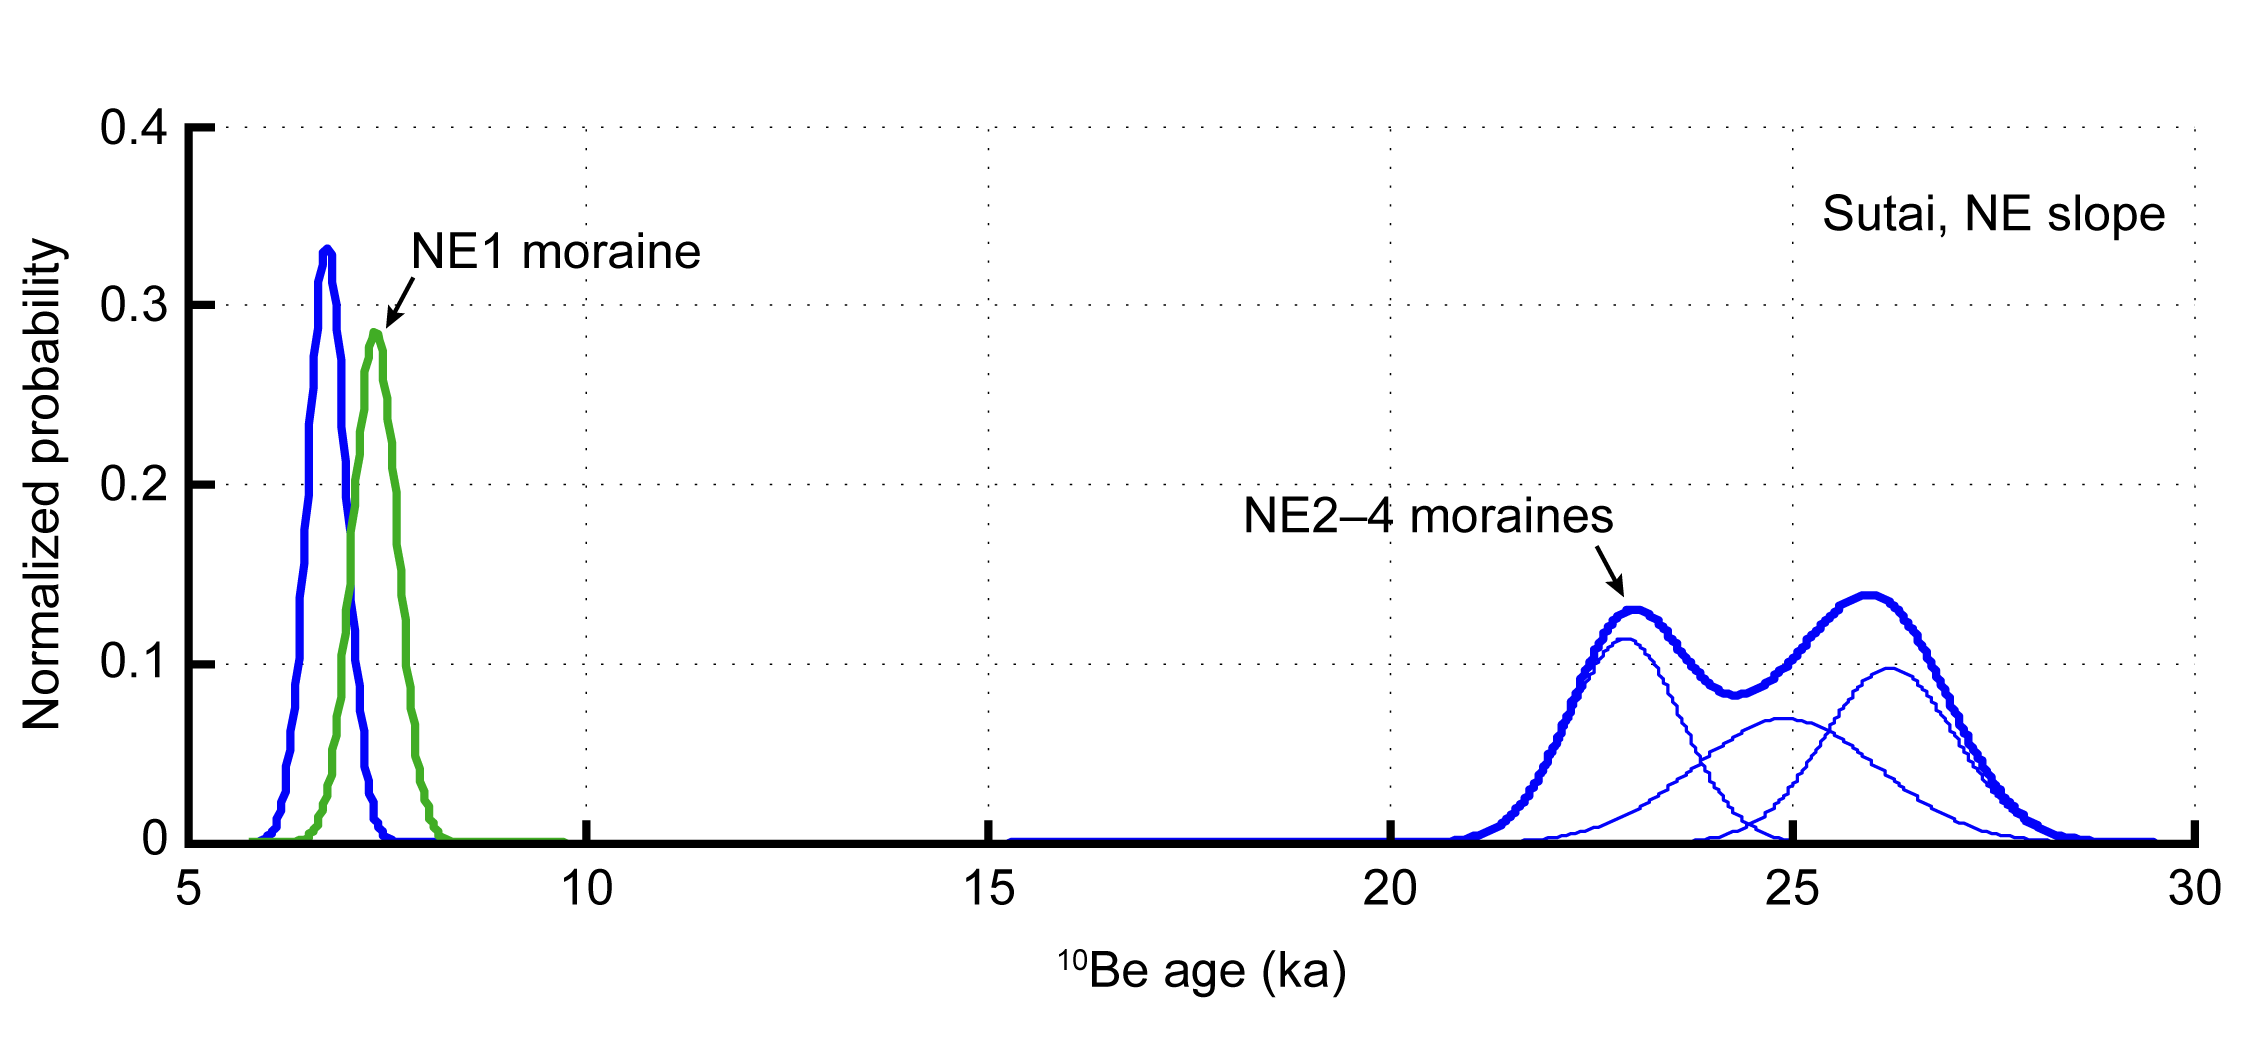 0.4
Sutai, NE slope
NE1 moraine
0.3
Normalized probability
0.2
NE2–4 moraines
0.1
0
5 10 15 20 25 30
¹⁰Be age (ka)